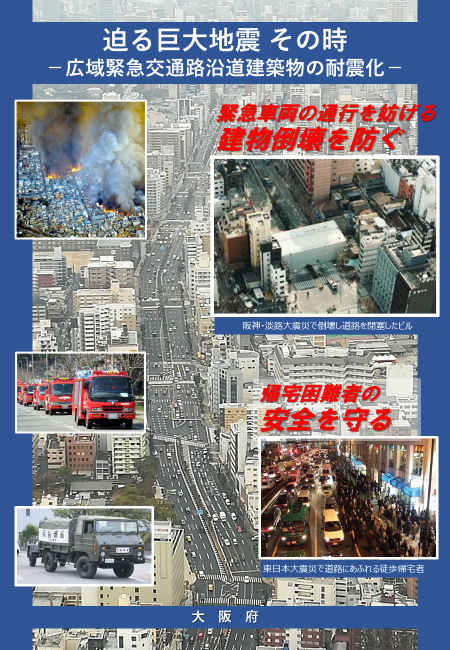 迫る巨大地震 その時
－広域緊急交通路沿道建築物の耐震化－
緊急車両の通行を妨げる
建物倒壊を防ぐ
阪神・淡路大震災で倒壊し道路を閉塞したビル
帰宅困難者の
安全を守る
東日本大震災で道路にあふれる徒歩帰宅者
大阪府